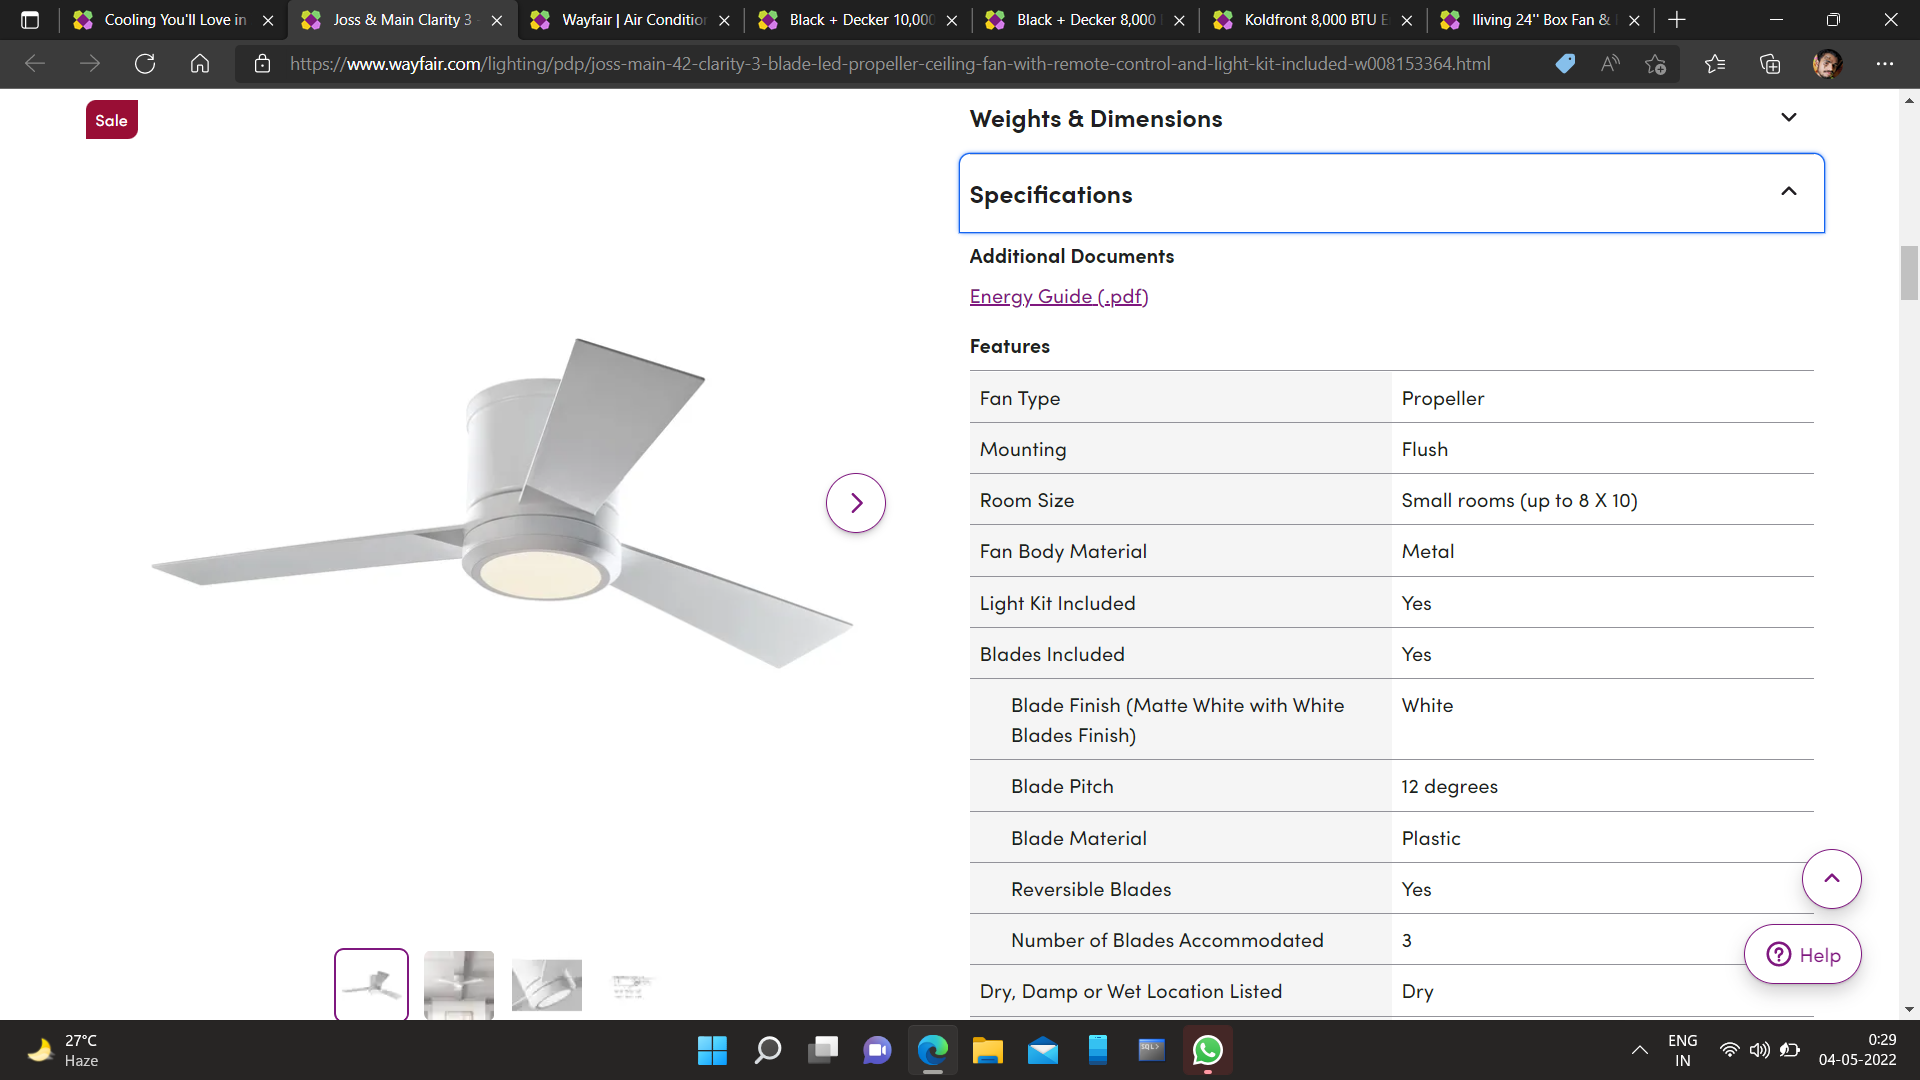 Cooling You'll Love in
Joss & Main Clarity 3
Wayfair | Air Conditior
Black + Decker 10,000
Black + Decker 8,000
Koldfront 8,000 BTU E
Iliving 24'' Box Fan &
https://www.wayfair.com/lighting/pdp/joss-main-42-clarity-3-blade-led-propeller-ceiling-fan-with-remote-control-and-light-kit-included-w008153364.html
Sale
Weights & Dimensions
Specifications
Additional Documents
Energy Guide (.pdf)
Features
Fan Type Propeller
Mounting Flush
Room Size Small rooms (up to 8 X 10)
Fan Body Material Metal
Light Kit Included Yes
Blades Included Yes
Blade Finish (Matte White with White White
Blades Finish)
Blade Pitch 12 degrees
Blade Material Plastic
Reversible Blades Yes
Number of Blades Accommodated 3
Help
Dry, Damp or Wet Location Listed Dry
27°C
Haze
SQL>
ENG
IN
0:29
04-05-2022